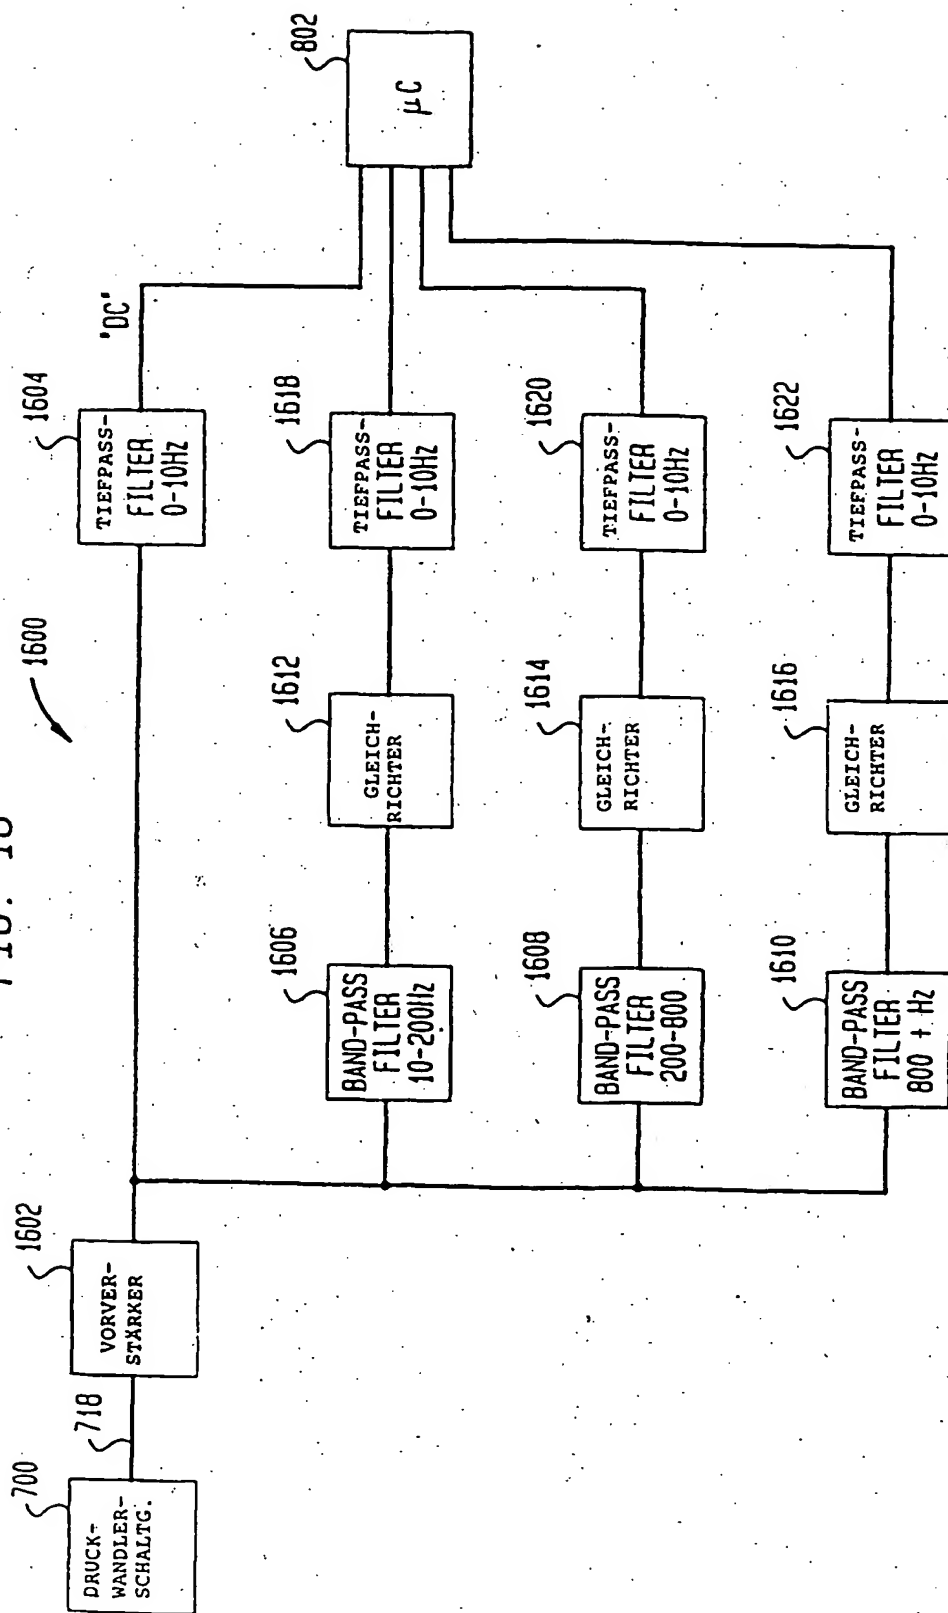 FIG. 16
700
DRUCK-
WANDLER-
SCHALTG.
718
1602
VORVER-
STÄRKER
1600
1604
TIEFPASS-
FILTER
0-10Hz
'DC'
802
µC
1606
BAND-PASS
FILTER
10-200Hz
1612
GLEICH-
RICHTER
1618
TIEFPASS-
FILTER
0-10Hz
1608
BAND-PASS
FILTER
200-800
1614
GLEICH-
RICHTER
1620
TIEFPASS-
FILTER
0-10Hz
1610
BAND-PASS
FILTER
800 + Hz
1616
GLEICH-
RICHTER
1622
TIEFPASS-
FILTER
0-10Hz